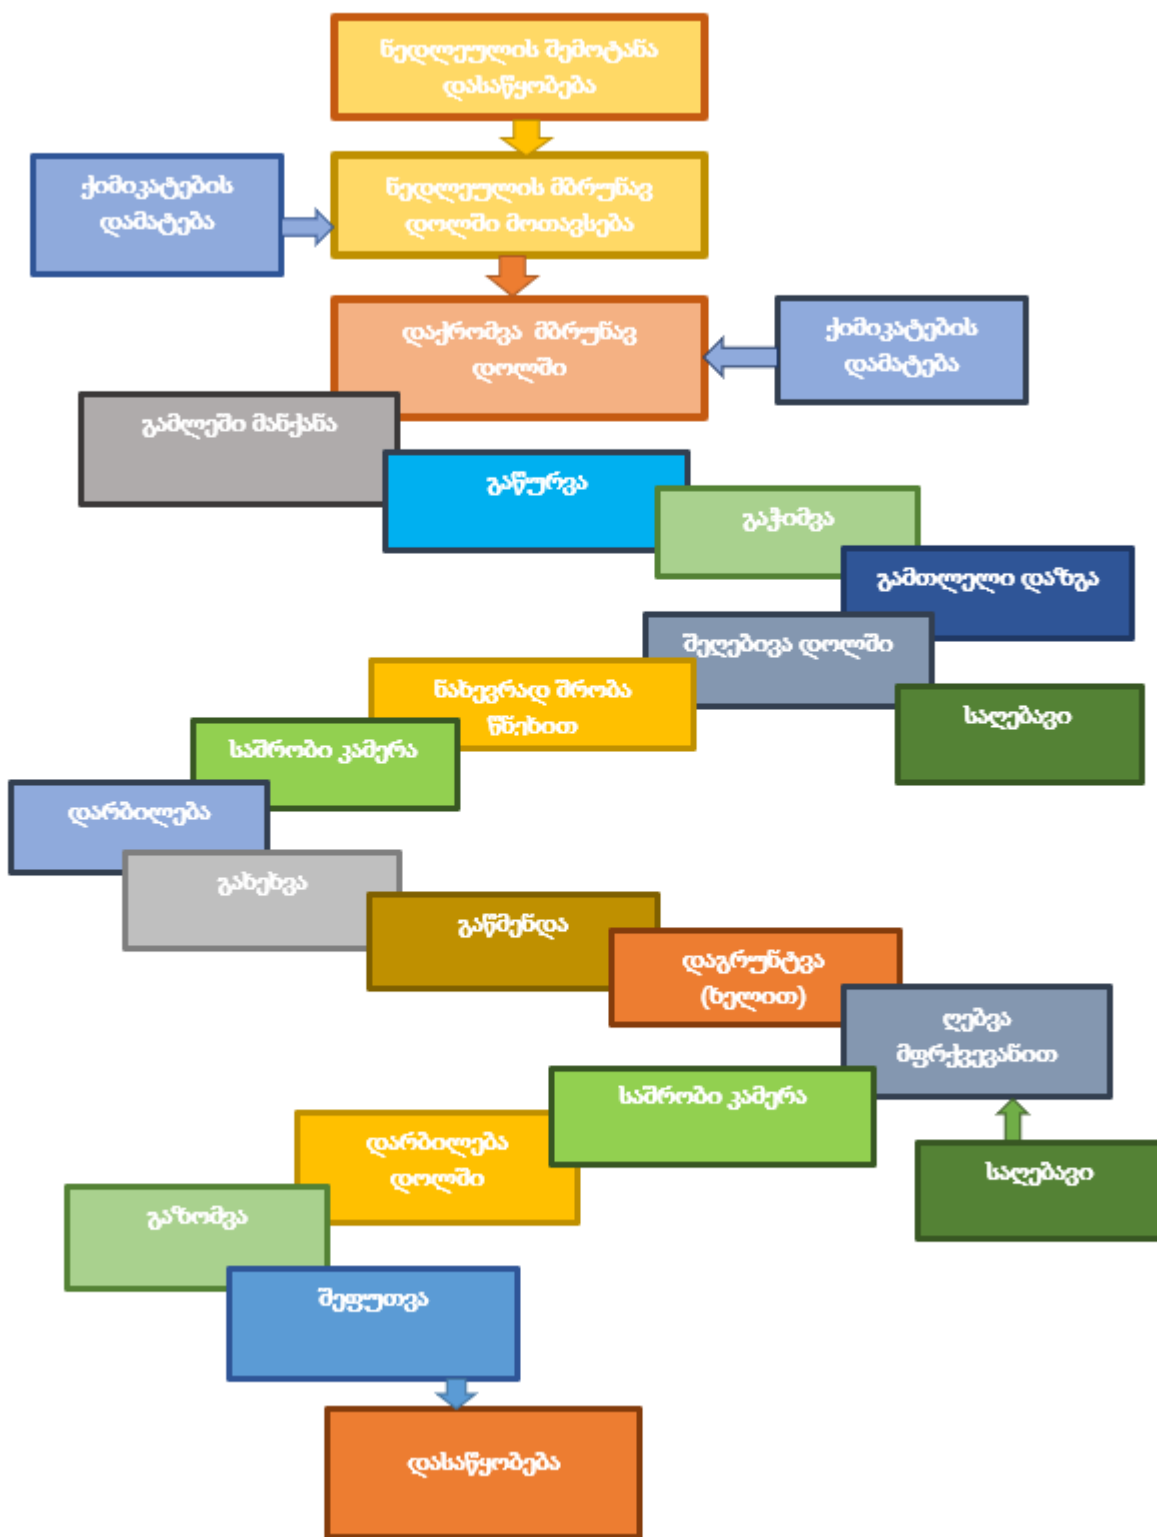 ნედლეულის შემოტანა
დასაწყობება
ქიმიკატების
დამატება
ნედლეულის მბრუნავ
დოლში მოთავსება
დაქრომვა მბრუნავ
დოლში
ქიმიკატების
დამატება
გამლეში მანქანა
გაწურვა
გაჭიმვა
გამთლელი დაზგა
შეღებივა დოლში
ნახევრად შრობა
წნეხით
საღებავი
საშრობი კამერა
დარბილება
გახეხვა
გაწმენდა
დაგრუნტვა
(ხელით)
ღებვა
მფრქვევანით
საშრობი კამერა
დარბილება
დოლში
საღებავი
გაზომვა
შეფუთვა
დასაწყობება